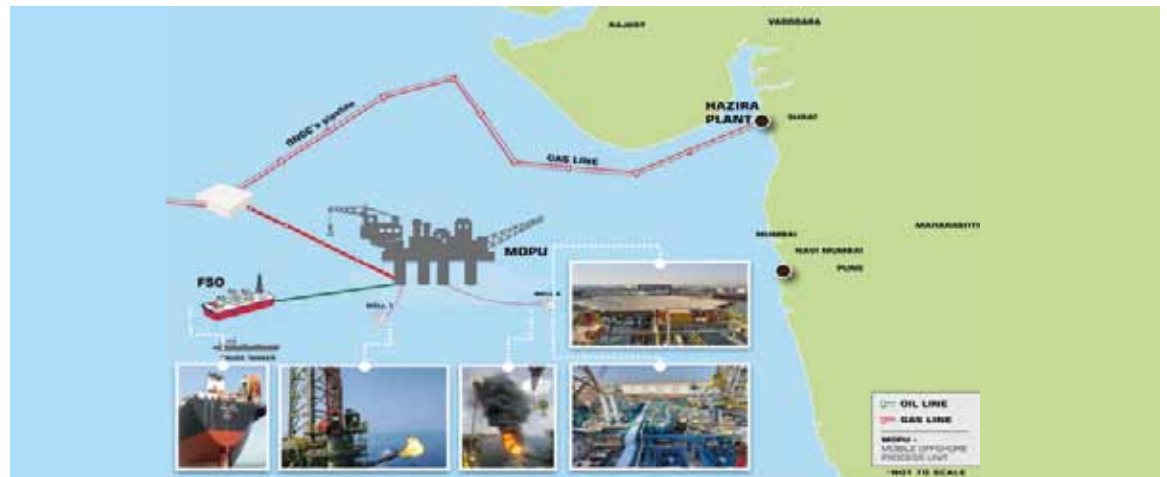 RAJKOT
VADODARA
HAZIRA
PLANT
SURAT
ONGC's pipeline
GAS LINE
MAHARASHTRA
MUMBAI
NAVI MUMBAI
PUNE
MOPU
FSO
WELL 1
OIL LINE
GAS LINE
MOPU -
MOBILE OFFSHORE
PROCESS UNIT
*NOT TO SCALE